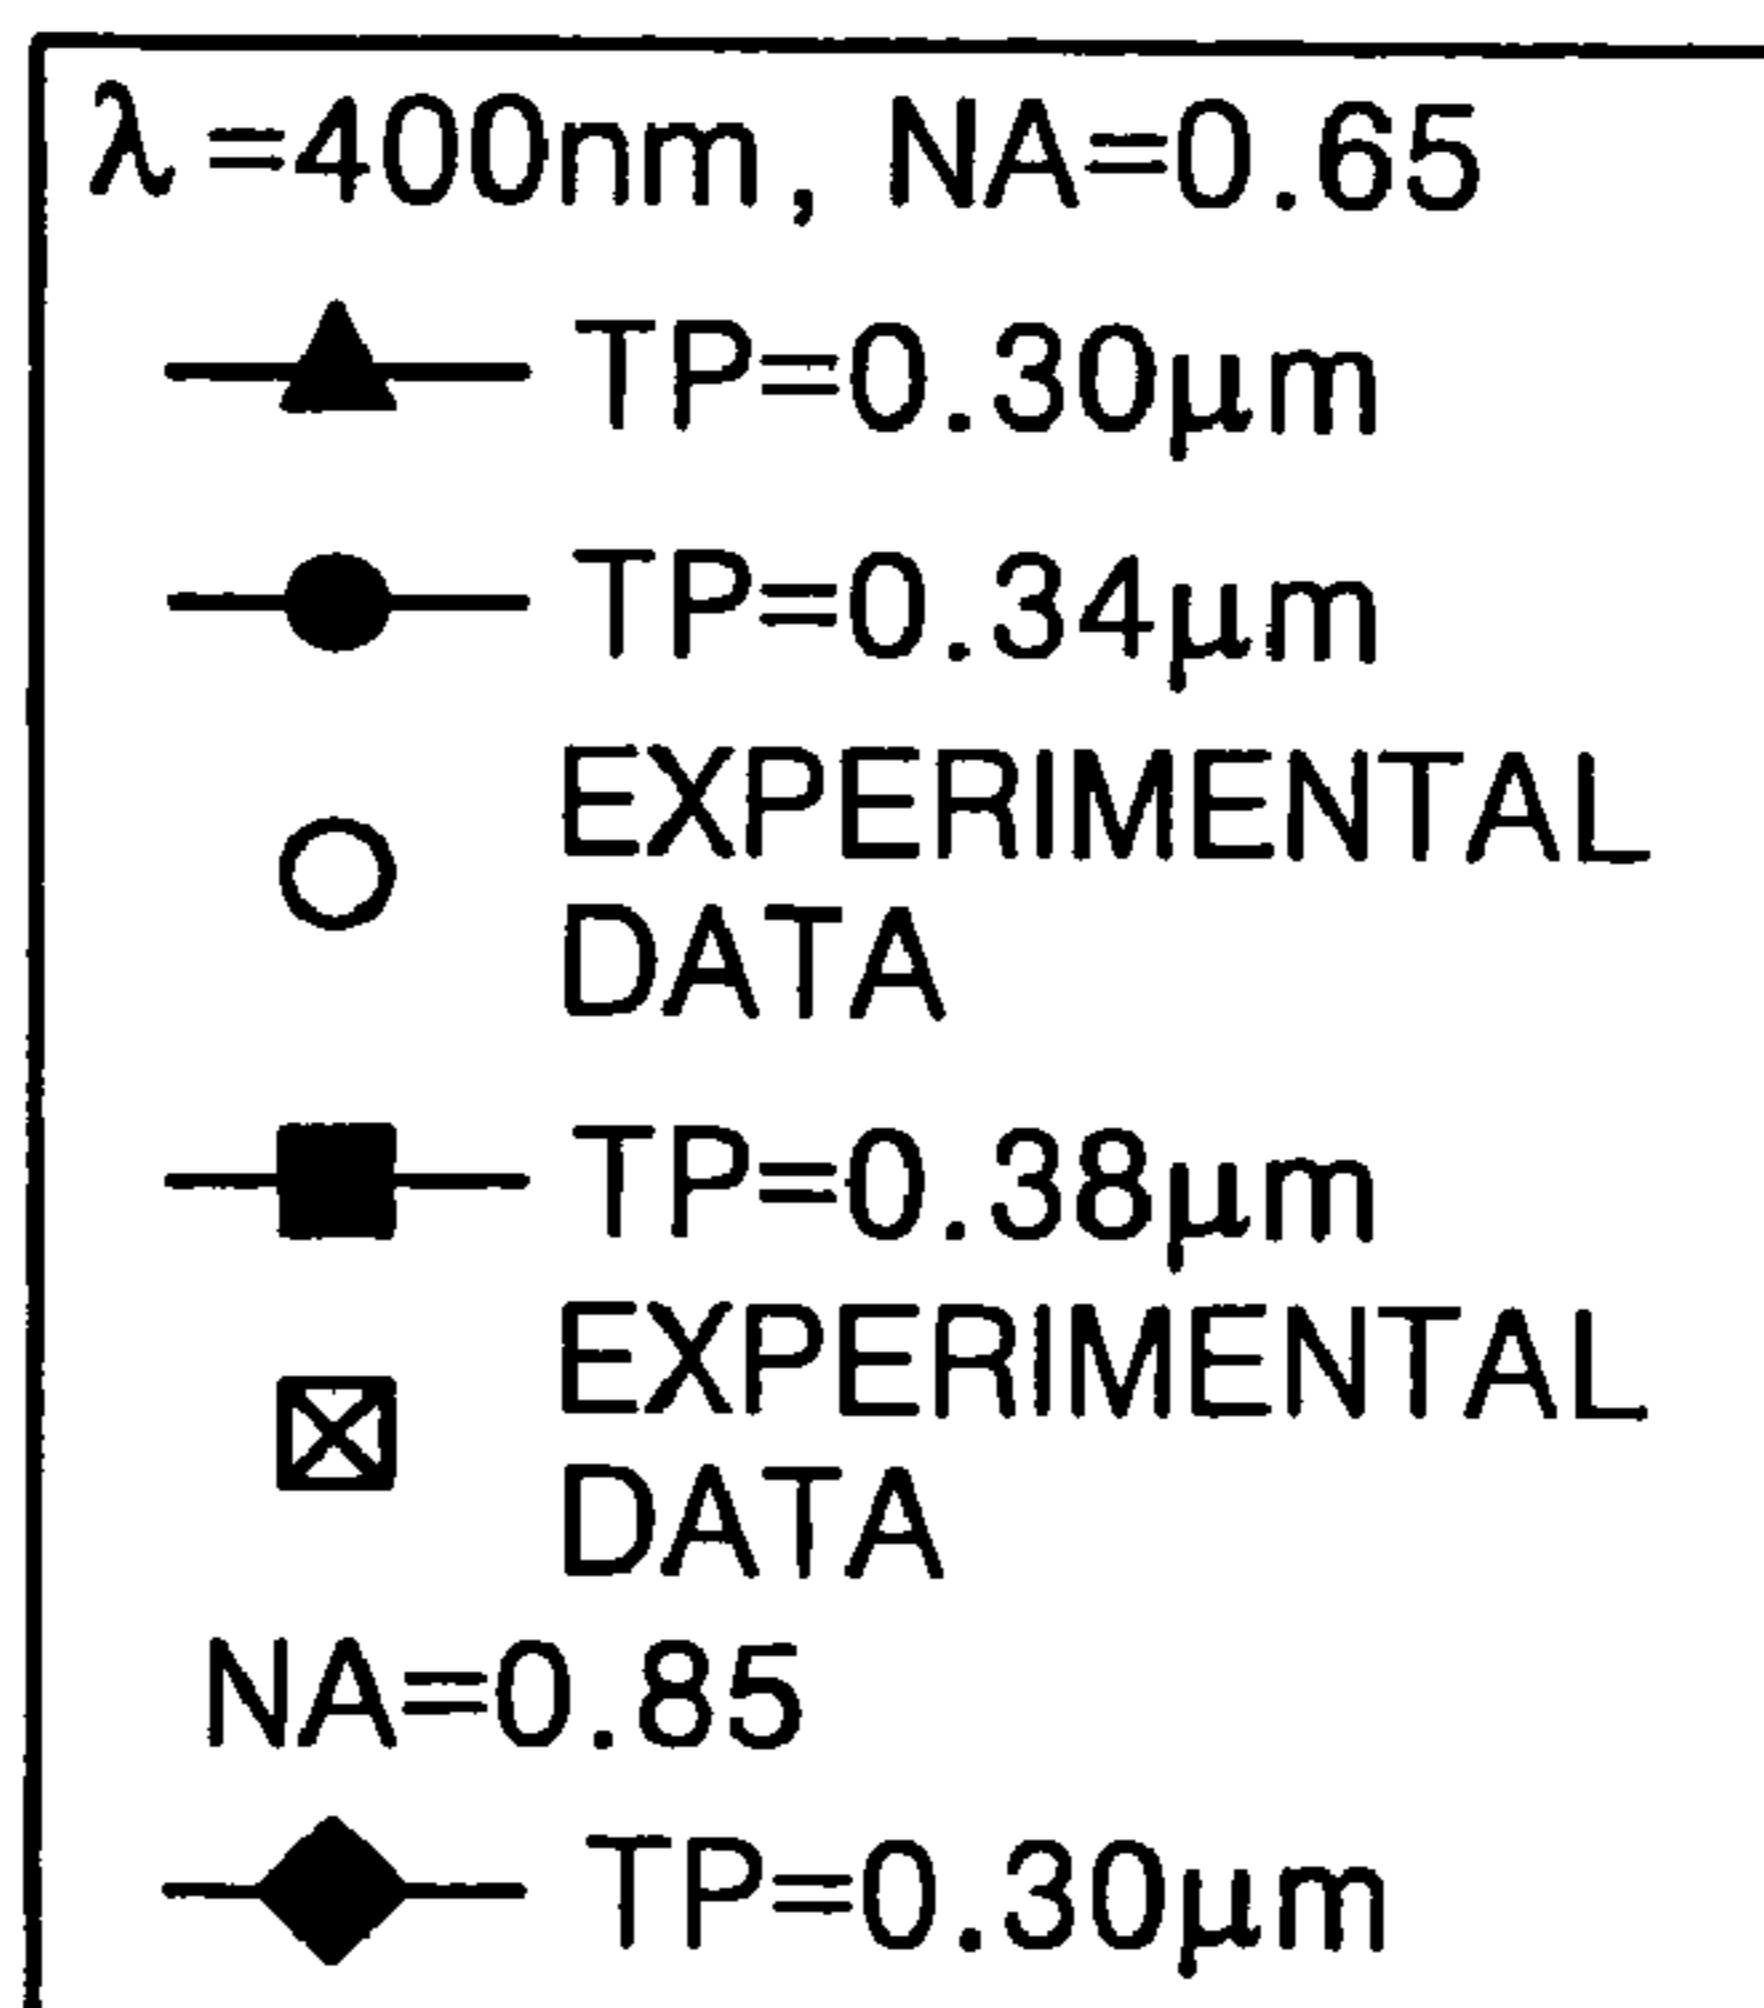 λ=400nm, NA=0.65
TP=0.30μm
TP=0.34μm
EXPERIMENTAL
DATA
TP=0.38μm
EXPERIMENTAL
DATA
NA=0.85
TP=0.30μm